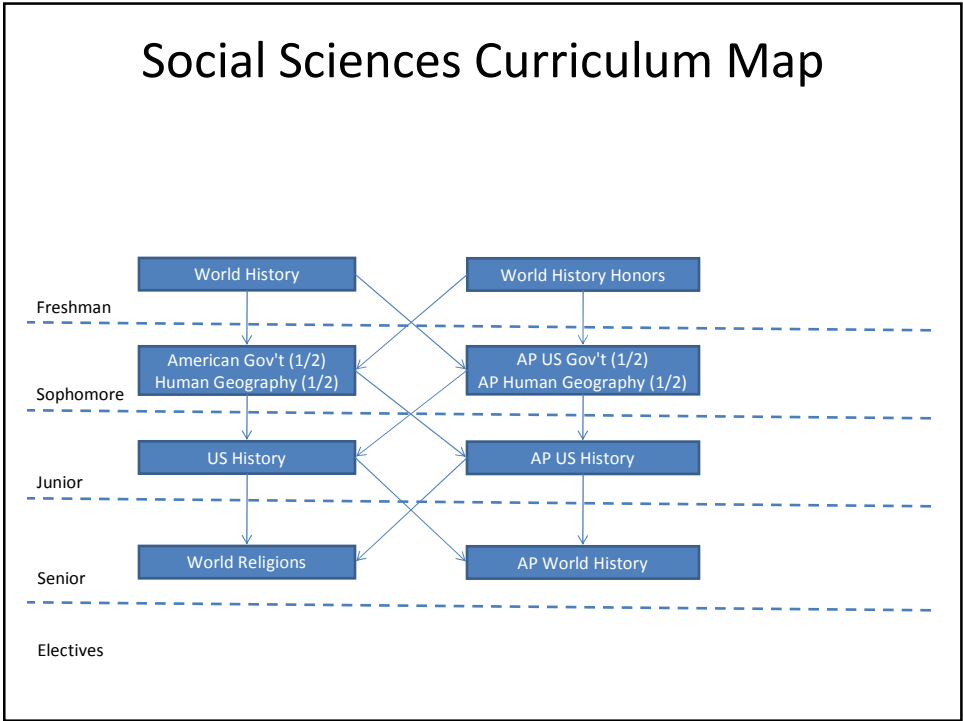 Social Sciences Curriculum Map
World History
World History Honors
Freshman
American Gov't (1/2)
Human Geography (1/2)
AP US Gov't (1/2)
AP Human Geography (1/2)
Sophomore
US History
AP US History
Junior
World Religions
AP World History
Senior
Electives